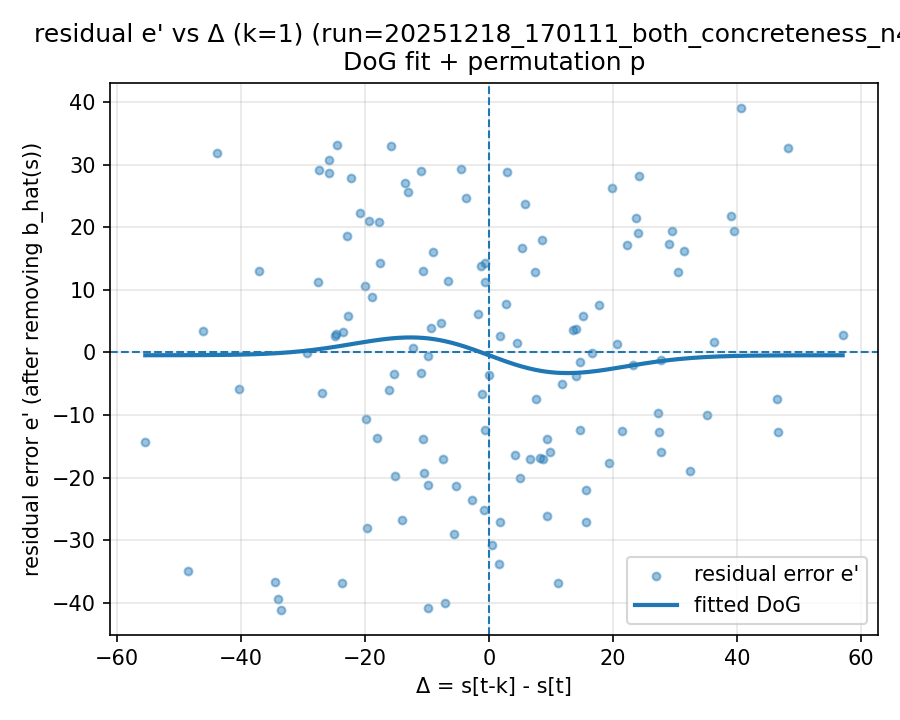 residual e' vs Δ (k=1) (run=20251218_170111_both_concreteness_n4
DoG fit + permutation p
40
30
20
10
0
−10
−20
−30
−40
residual error e' (after removing b_hat(s))
residual error e'
fitted DoG
−60
−40
−20
0
20
40
60
Δ = s[t-k] - s[t]